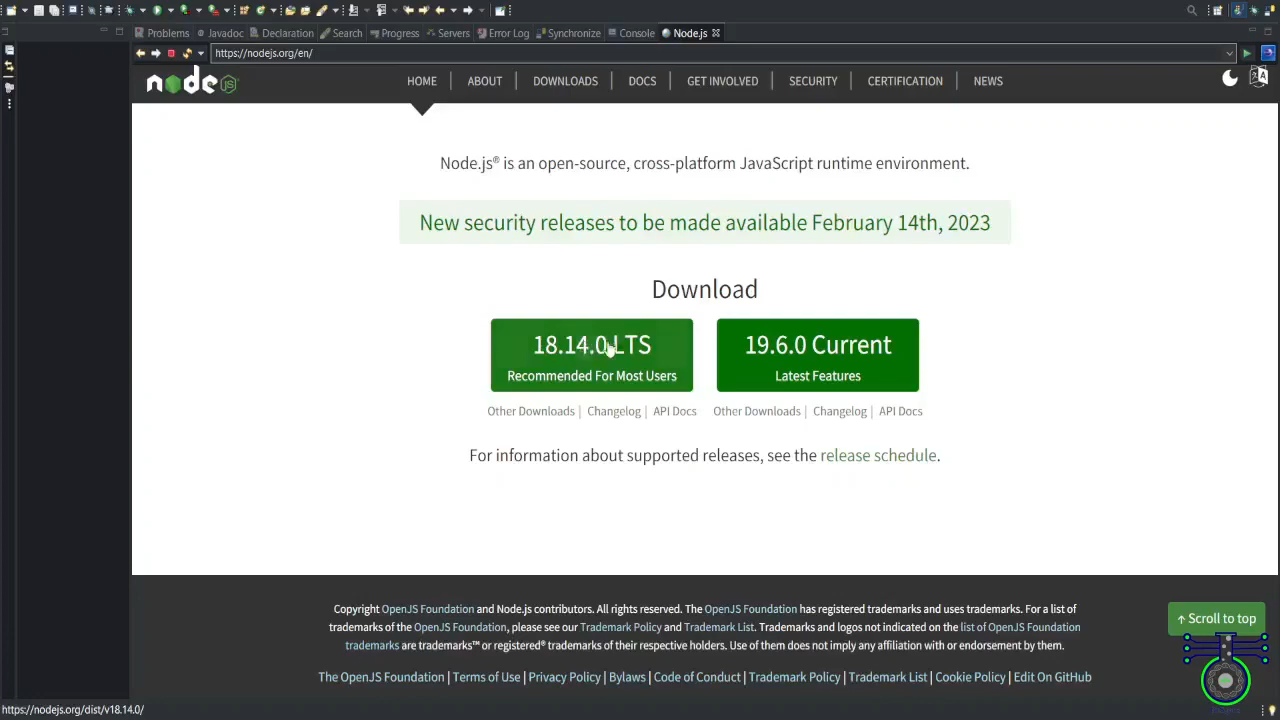 Problems
Javadoc
Declaration
Search
Progress
Servers
Error Log
Synchronize
Console
Node.js
https://nodejs.org/en/
node JS
HOME
ABOUT
DOWNLOADS
DOCS
GET INVOLVED
SECURITY
CERTIFICATION
NEWS
Node.js® is an open-source, cross-platform JavaScript runtime environment.
New security releases to be made available February 14th, 2023
Download
18.14.0 LTS
Recommended For Most Users
19.6.0 Current
Latest Features
Other Downloads | Changelog | API Docs
Other Downloads | Changelog | API Docs
For information about supported releases, see the release schedule.
Copyright OpenJS Foundation and Node.js contributors. All rights reserved. The OpenJS Foundation has registered trademarks and uses trademarks. For a list of
trademarks of the OpenJS Foundation, please see our Trademark Policy and Trademark List. Trademarks and logos not indicated on the list of OpenJS Foundation
trademarks are trademarks™ or registered® trademarks of their respective holders. Use of them does not imply any affiliation with or endorsement by them.
The OpenJS Foundation | Terms of Use | Privacy Policy | Bylaws | Code of Conduct | Trademark Policy | Trademark List | Cookie Policy | Edit On GitHub
↑ Scroll to top
https://nodejs.org/dist/v18.14.0/